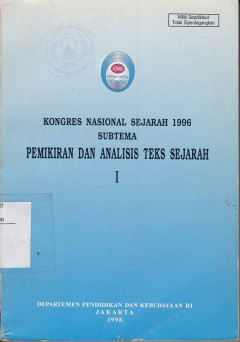 Milik Depdikbud
Tidak Diperdagangkan
KNS
KONGRES NASIONAL SEJARAH 1996
SUBTEMA
PEMIKIRAN DAN ANALISIS TEKS SEJARAH
I
DEPARTEMEN PENDIDIKAN DAN KEBUDAYAAN RI
JAKARTA
1998